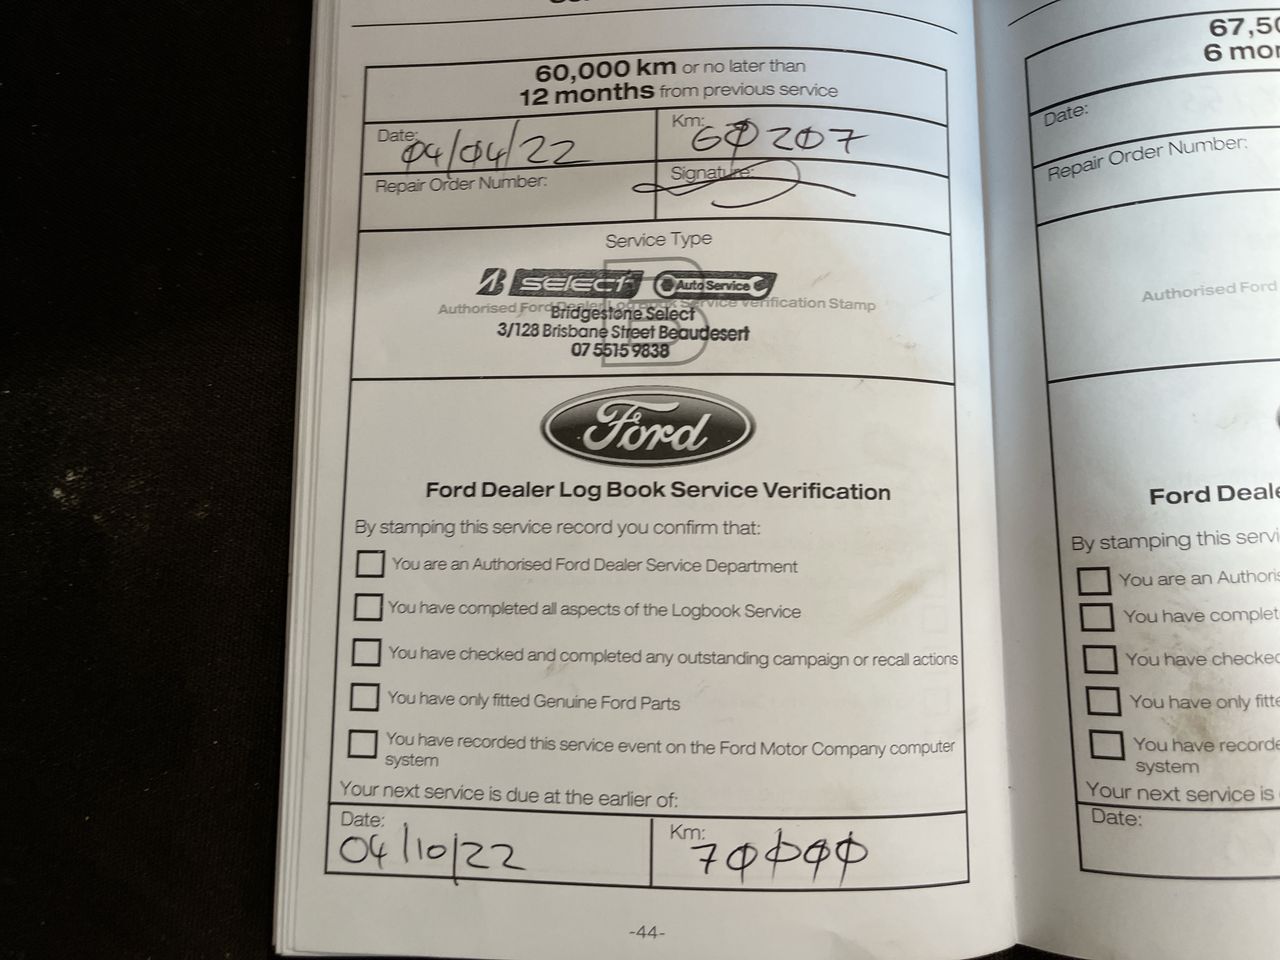 60,000 km or no later than
12 months from previous service
Date: 04/04/22
Km: 60207
Repair Order Number:
Signature:
Service Type
B
SELECT Auto Service
Authorised Ford Dealer Log Book Service Verification Stamp
Bridgestone Select
3/128 Brisbane Street Beaudesert
07 5515 9838
Ford
Ford Dealer Log Book Service Verification
By stamping this service record you confirm that:
You are an Authorised Ford Dealer Service Department
You have completed all aspects of the Logbook Service
You have checked and completed any outstanding campaign or recall actions
You have only fitted Genuine Ford Parts
You have recorded this service event on the Ford Motor Company computer
system
Your next service is due at the earlier of:
Date: 04/10/22
Km: 70000
-44-
67,50
6 mon
Date:
Repair Order Number:
Authorised Ford
Ford Deale
By stamping this servi
You are an Authoris
You have complet
You have checked
You have only fitte
You have recorde
system
Your next service is
Date: